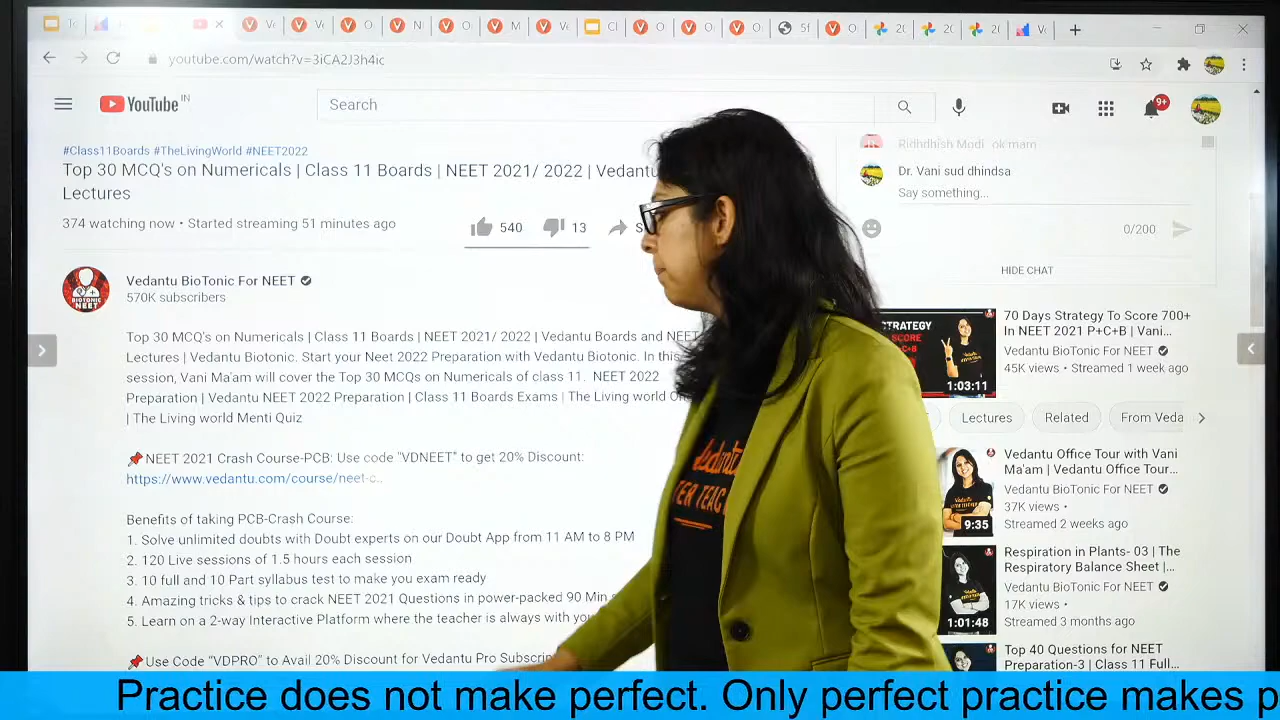 youtube.com/watch?v=3iCA2J3h4ic
YouTube IN
Search
9+
#Class11Boards #TheLivingWorld #NEET2022
Top 30 MCQ's on Numericals | Class 11 Boards | NEET 2021/ 2022 | Vedantu
Lectures
374 watching now • Started streaming 51 minutes ago
540
13
Ridhdhish Modi ok mam
Dr. Vani sud dhindsa
Say something...
0/200
HIDE CHAT
Vedantu BioTonic For NEET
570K subscribers
BIOTONIC
NEET
Top 30 MCQ's on Numericals | Class 11 Boards | NEET 2021/ 2022 | Vedantu Boards and NEET
Lectures | Vedantu Biotonic. Start your Neet 2022 Preparation with Vedantu Biotonic. In this
session, Vani Ma'am will cover the Top 30 MCQs on Numericals of class 11. NEET 2022
Preparation | Vedantu NEET 2022 Preparation | Class 11 Boards Exams | The Living world
| The Living world Menti Quiz
NEET 2021 Crash Course-PCB: Use code "VDNEET" to get 20% Discount:
https://www.vedantu.com/course/neet-c...
Benefits of taking PCB-Crash Course:
1. Solve unlimited doubts with Doubt experts on our Doubt App from 11 AM to 8 PM
2. 120 Live sessions of 1.5 hours each session
3. 10 full and 10 Part syllabus test to make you exam ready
4. Amazing tricks & tips to crack NEET 2021 Questions in power-packed 90 Min
5. Learn on a 2-way Interactive Platform where the teacher is always with you
Use Code "VDPRO" to Avail 20% Discount for Vedantu Pro
70 Days Strategy To Score 700+
In NEET 2021 P+C+B | Vani...
Vedantu BioTonic For NEET
45K views • Streamed 1 week ago
1:03:11
Lectures
Related
From Veda
Vedantu Office Tour with Vani
Ma'am | Vedantu Office Tour...
Vedantu BioTonic For NEET
37K views •
Streamed 2 weeks ago
9:35
Respiration in Plants- 03 | The
Respiratory Balance Sheet |...
Vedantu BioTonic For NEET
17K views •
Streamed 3 months ago
1:01:48
Top 40 Questions for NEET
Preparation-3 | Class 11 Full...
Practice does not make perfect. Only perfect practice makes p